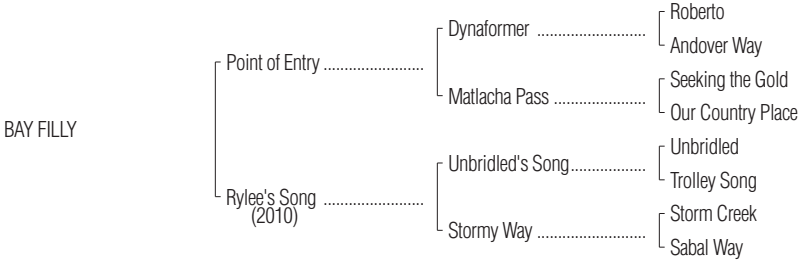 Roberto
Dynaformer ..........................
Andover Way
Point of Entry ........................
Seeking the Gold
Matlacha Pass ......................
Our Country Place
BAY FILLY
Unbridled
Unbridled's Song..................
Trolley Song
Rylee's Song ........................
(2010)
Storm Creek
Stormy Way ..........................
Sabal Way